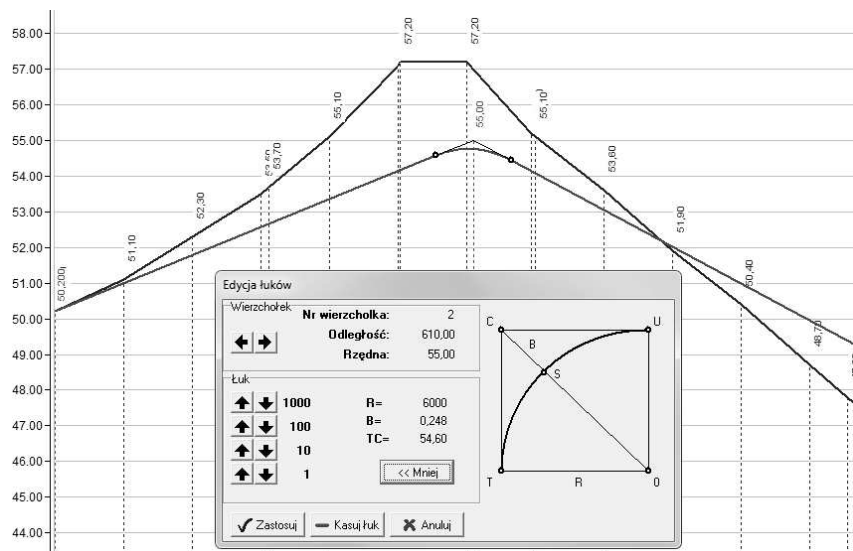 58.00
57.00
56.00
55.00
54.00
53.00
52.00
51.00
50.00
49.00
48.00
47.00
46.00
45.00
44.00
51,10
52,30
53,70
55,10
57,20
57,20
55,00
55,10
53,60
51,90
50,40
Edycja łuków
Wierzchołek
Nr wierzchołka: 2
Odległość: 610,00
Rzędna: 55,00
Łuk
1000 R= 6000
100 B= 0,248
10 TC= 54,60
1 << Mniej
C U
B
S
T R 0
Zastosuj Kasuj łuk Anuluj